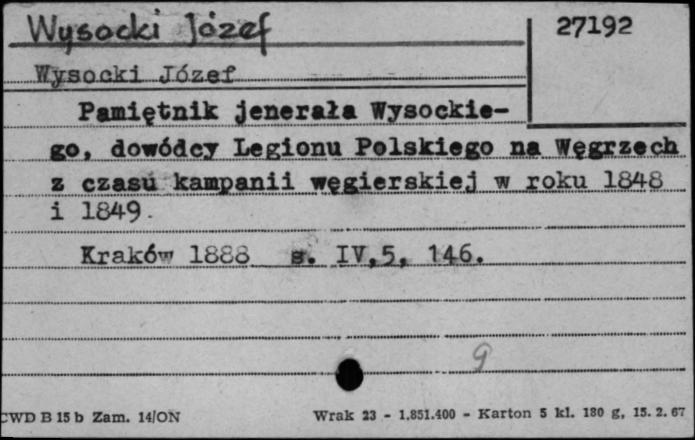 Wysocki Józef
27192
Wysocki Józef
Pamiętnik jenerała Wysockie-
go, dowódcy Legionu Polskiego na Węgrzech
z czasu kampanii węgierskiej w roku 1848
i 1849.
Kraków 1888 s. IV,5, 146.
g
CWD B 15 b Zam. 14/ON
Wrak 23 - 1,851.400 - Karton 5 kl. 180 g, 15. 2. 67